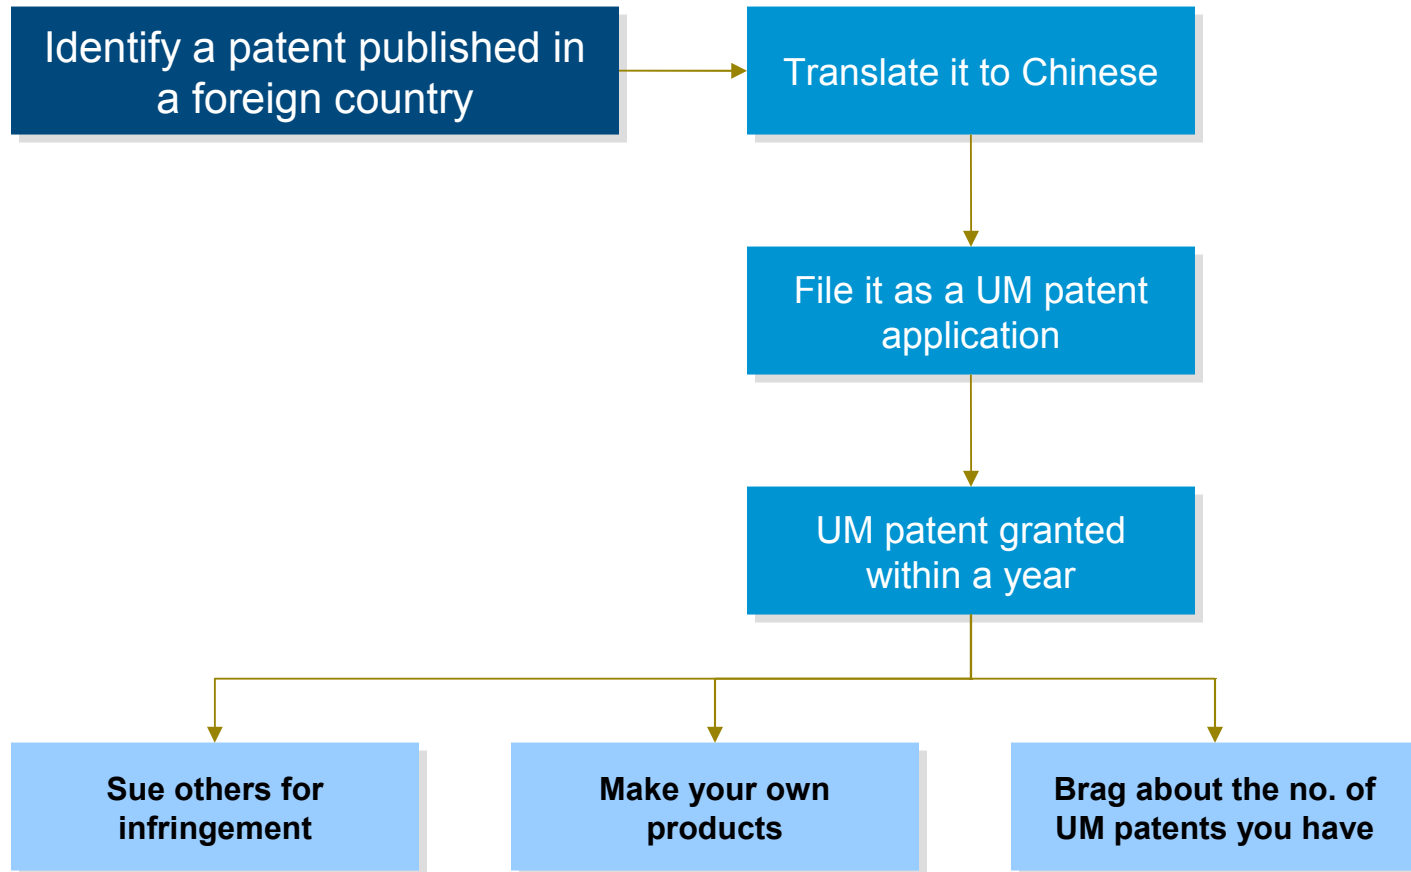 Identify a patent published in
a foreign country
Translate it to Chinese
File it as a UM patent
application
UM patent granted
within a year
Sue others for
infringement
Make your own
products
Brag about the no. of
UM patents you have